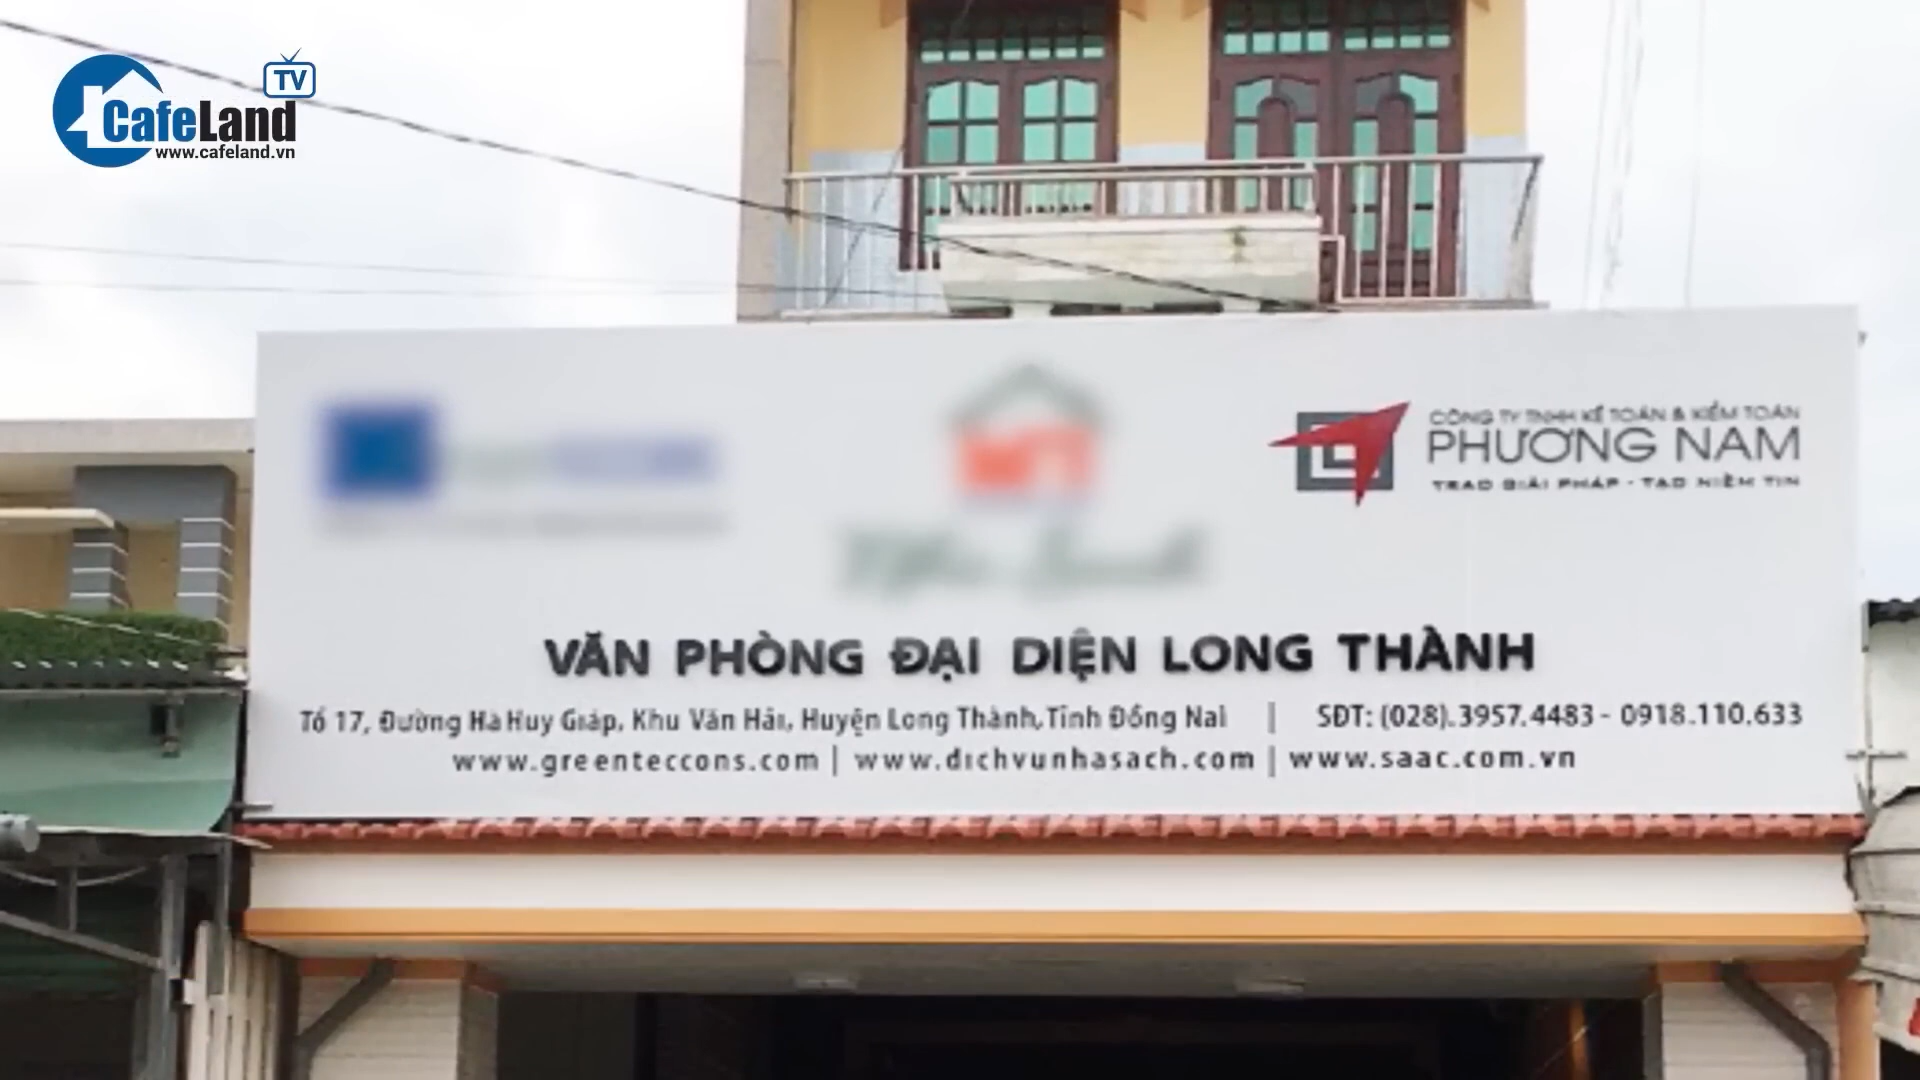 CafeLand TV
www.cafeland.vn
CÔNG TY TNHH KẾ TOÁN & KIỂM TOÁN
PHƯƠNG NAM
TRAO GIẢI PHÁP - TẠO NIỀM TIN
VĂN PHÒNG ĐẠI DIỆN LONG THÀNH
Tổ 17, Đường Hà Huy Giáp, Khu Văn Hải, Huyện Long Thành, Tỉnh Đồng Nai | SĐT: (028).3957.4483 - 0918.110.633
www.greenteccons.com | www.dichvunhasach.com | www.saac.com.vn